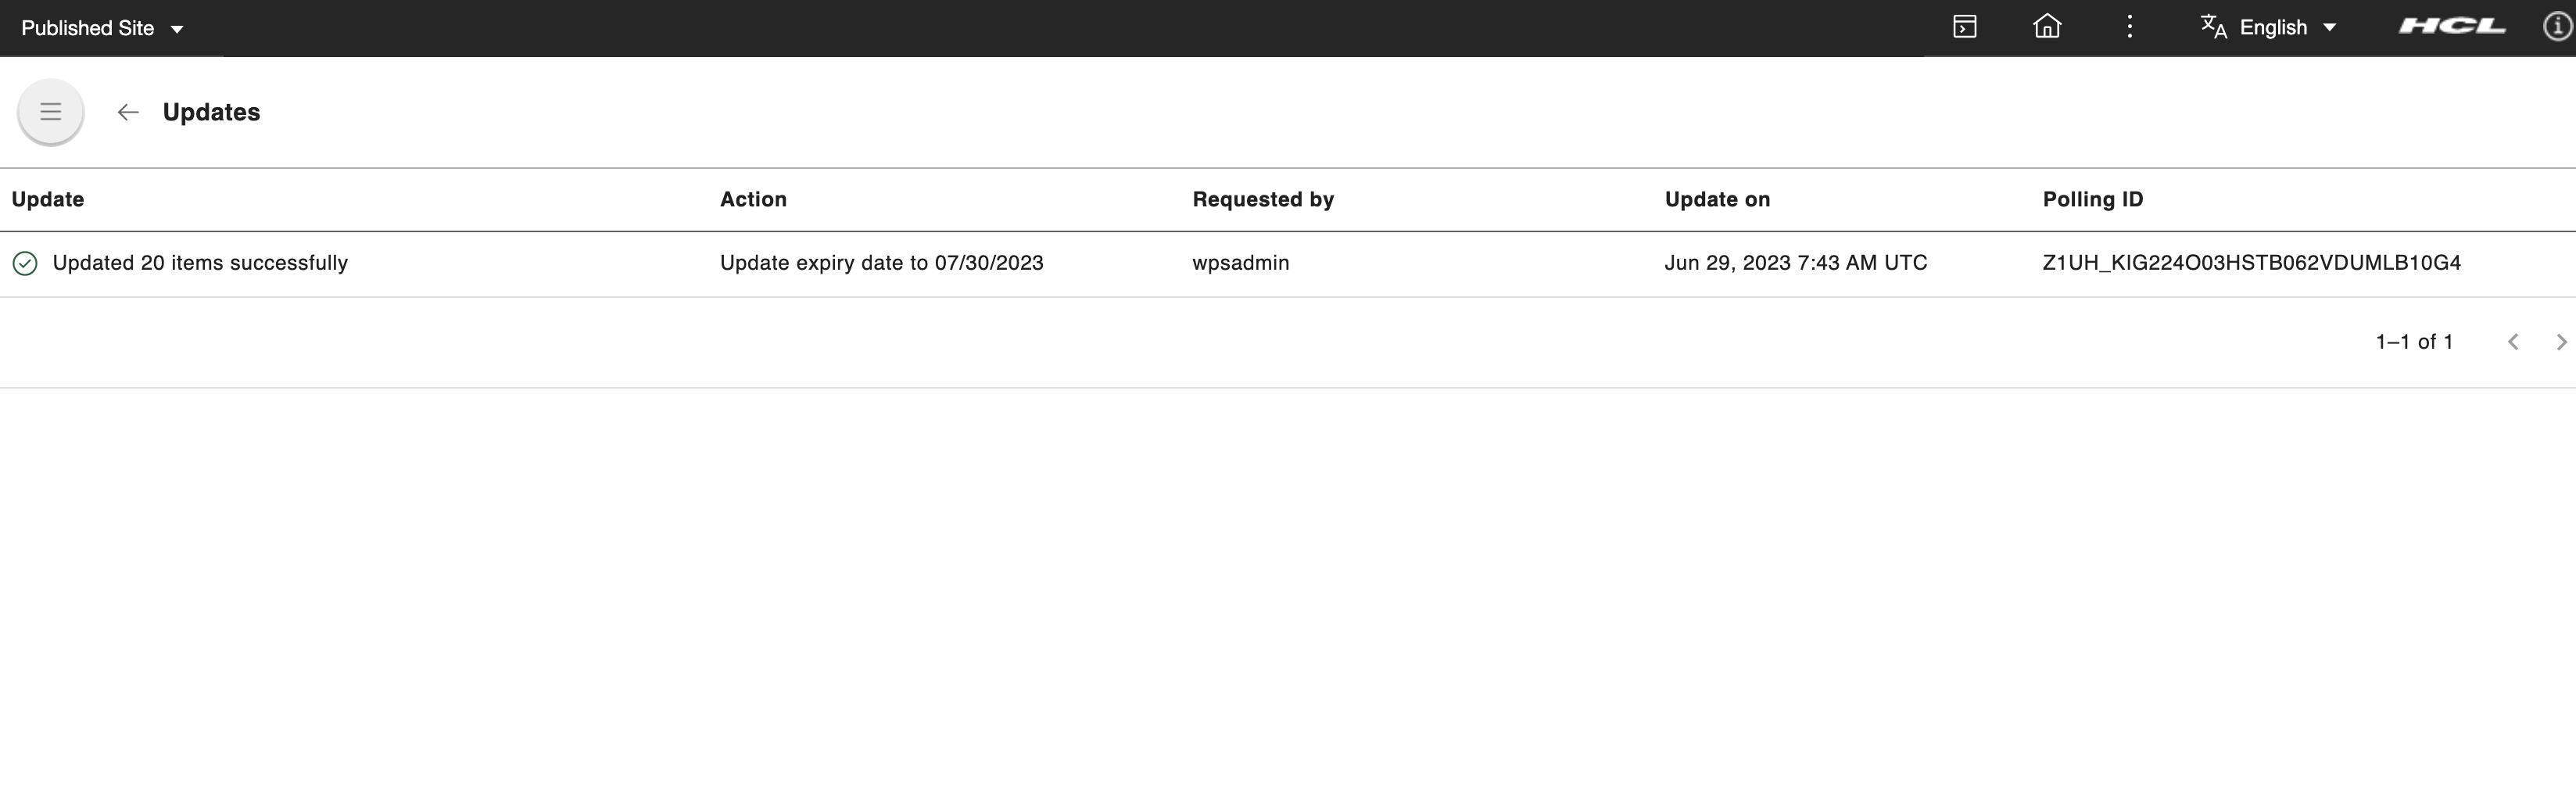 Published Site
English
HCL
Updates
Update Action Requested by Update on Polling ID
Updated 20 items successfully Update expiry date to 07/30/2023 wpsadmin Jun 29, 2023 7:43 AM UTC Z1UH_KIG224O03HSTB062VDUMLB10G4
1–1 of 1